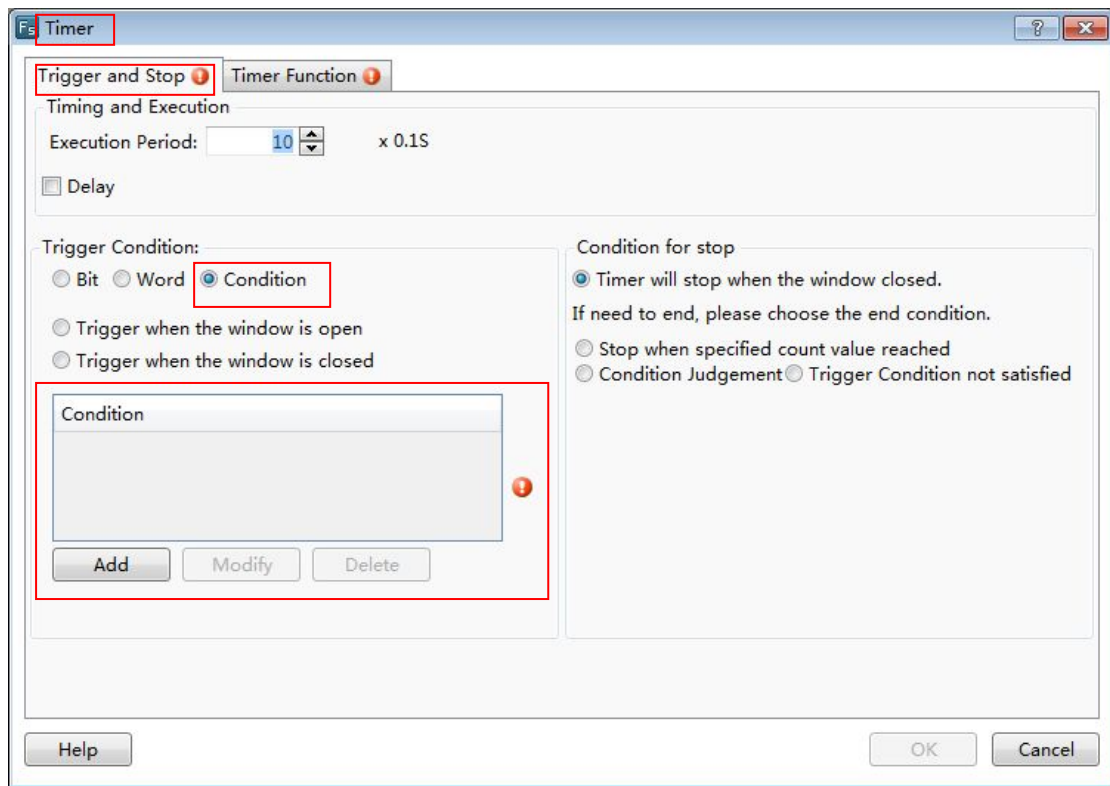 Fs Timer
Trigger and Stop Timer Function
Timing and Execution
Execution Period: 10 x 0.1S
Delay
Trigger Condition:
Bit Word Condition
Trigger when the window is open
Trigger when the window is closed
Condition
Add Modify Delete
Condition for stop
Timer will stop when the window closed.
If need to end, please choose the end condition.
Stop when specified count value reached
Condition Judgement Trigger Condition not satisfied
Help OK Cancel